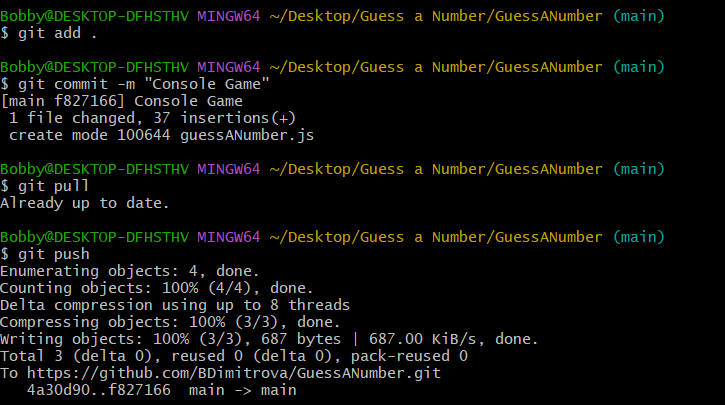 Bobby@DESKTOP-DFHSTHV MINGW64 ~/Desktop/Guess a Number/GuessANumber (main)
$ git add .
Bobby@DESKTOP-DFHSTHV MINGW64 ~/Desktop/Guess a Number/GuessANumber (main)
$ git commit -m "Console Game"
[main f827166] Console Game
 1 file changed, 37 insertions(+)
 create mode 100644 guessANumber.js
Bobby@DESKTOP-DFHSTHV MINGW64 ~/Desktop/Guess a Number/GuessANumber (main)
$ git pull
Already up to date.
Bobby@DESKTOP-DFHSTHV MINGW64 ~/Desktop/Guess a Number/GuessANumber (main)
$ git push
Enumerating objects: 4, done.
Counting objects: 100% (4/4), done.
Delta compression using up to 8 threads
Compressing objects: 100% (3/3), done.
Writing objects: 100% (3/3), 687 bytes | 687.00 KiB/s, done.
Total 3 (delta 0), reused 0 (delta 0), pack-reused 0
To https://github.com/BDimitrova/GuessANumber.git
   4a30d90..f827166  main -> main